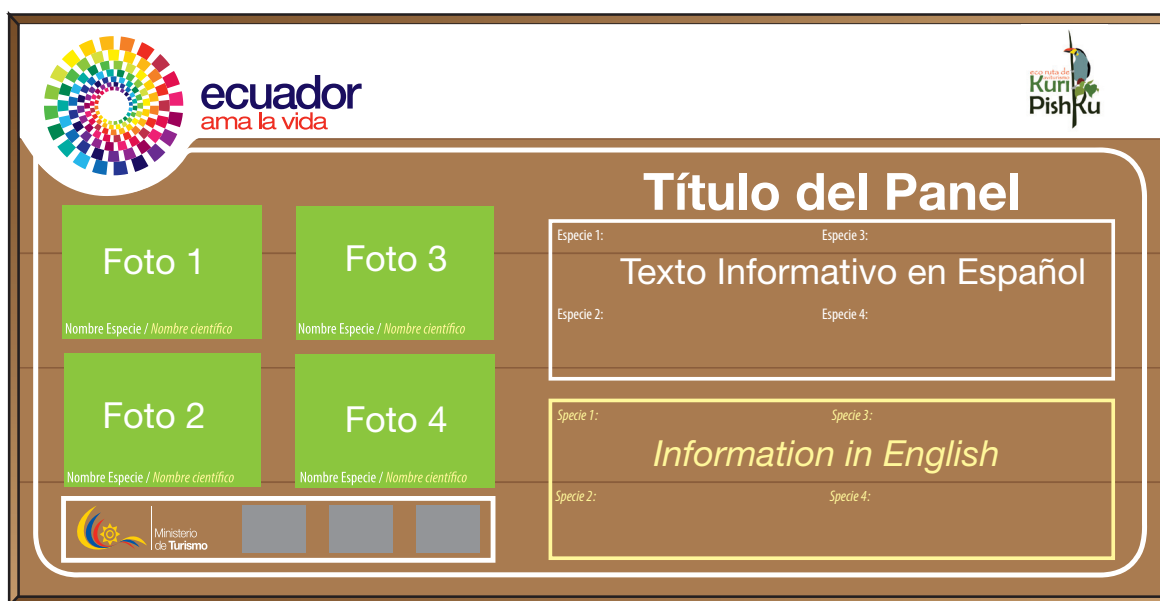 ecuador
ama la vida
eco ruta de
Kuri
Pishku
Título del Panel
Foto 1
Nombre Especie / Nombre científico
Foto 3
Nombre Especie / Nombre científico
Foto 2
Nombre Especie / Nombre científico
Foto 4
Nombre Especie / Nombre científico
Ministerio
de Turismo
Especie 1:
Especie 3:
Texto Informativo en Español
Especie 2:
Especie 4:
Specie 1:
Specie 3:
Information in English
Specie 2:
Specie 4: